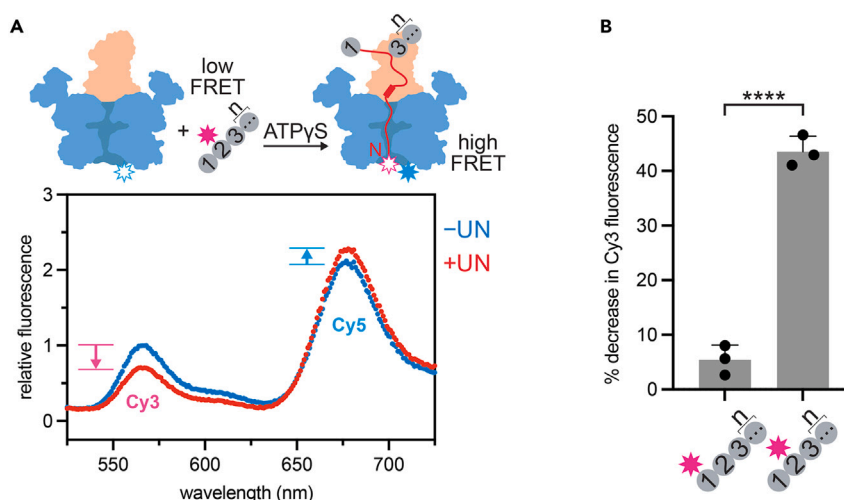 A
low
FRET
+
n
1 2 3 ...
ATPγS
n
1
3 ...
N
high
FRET
relative fluorescence
3
2
1
0
–UN
+UN
Cy3
Cy5
550
600
650
700
wavelength (nm)
B
****
% decrease in Cy3 fluorescence
50
40
30
20
10
0
n
1 2 3 ...
n
1 2 3 ...